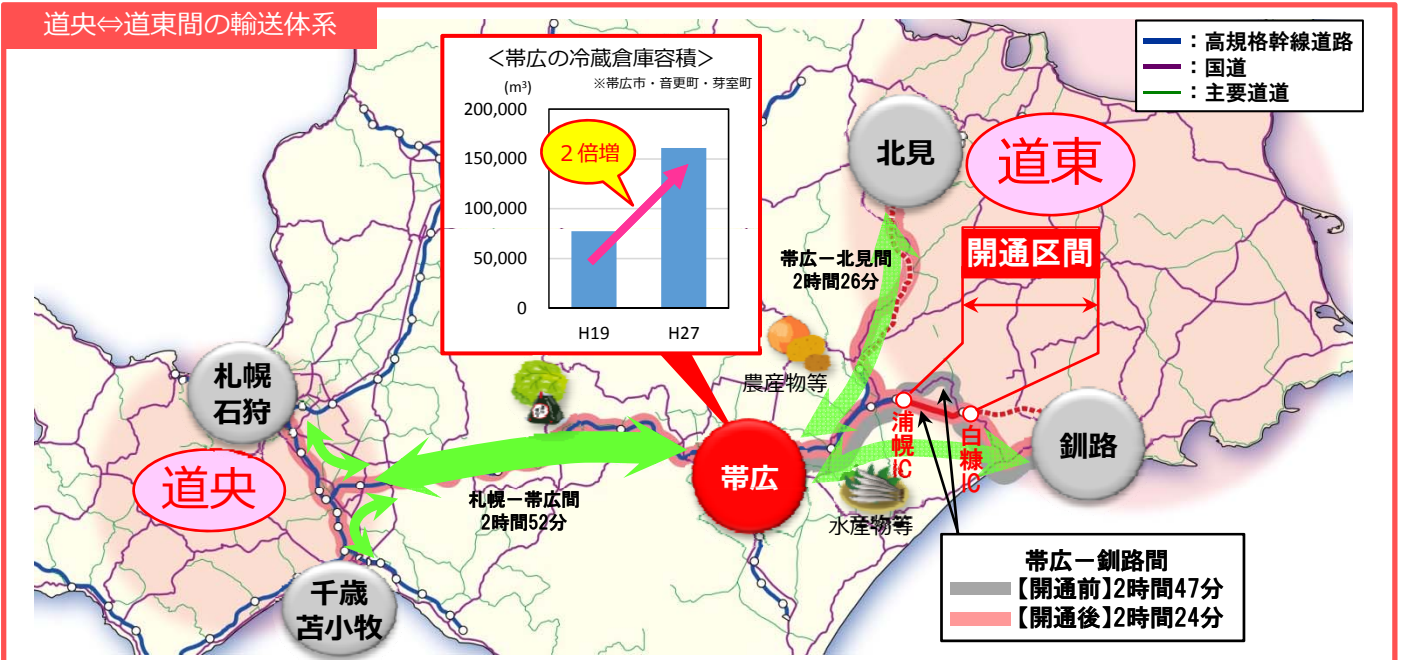 道央⇔道東間の輸送体系
<帯広の冷蔵倉庫容積>
(m³)
※帯広市・音更町・芽室町
200,000
150,000
100,000
50,000
0
２倍増
H19
H27
：高規格幹線道路
：国道
：主要道道
北見
道東
開通区間
帯広－北見間
2時間26分
農産物等
札幌
石狩
道央
札幌－帯広間
2時間52分
帯広
浦幌IC
白糠IC
釧路
水産物等
千歳
苫小牧
帯広－釧路間
【開通前】2時間47分
【開通後】2時間24分